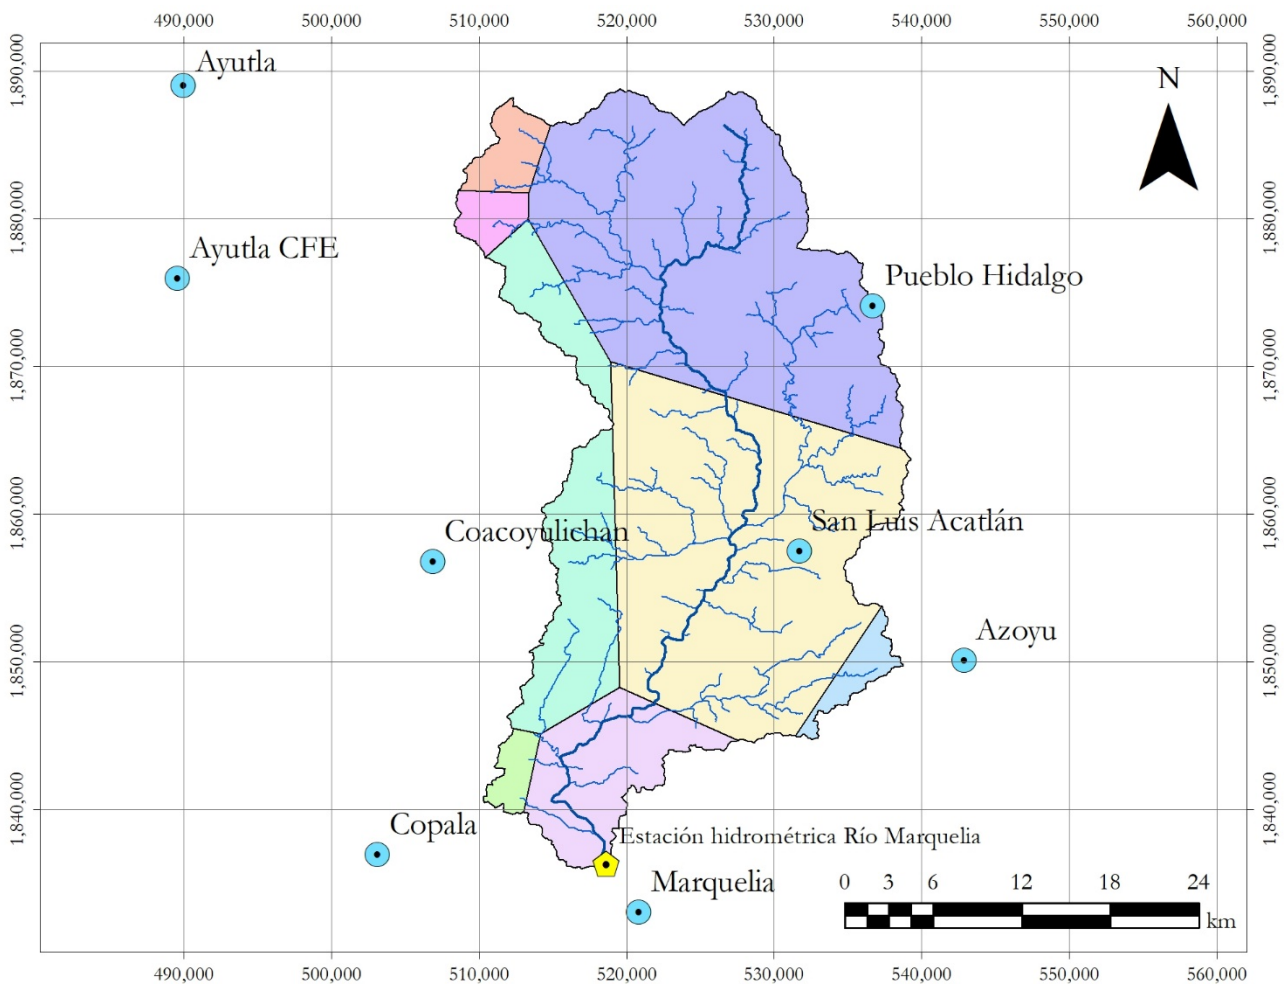 490,000 500,000 510,000 520,000 530,000 540,000 550,000 560,000
1,890,000 1,890,000
Ayutla
N
1,880,000 1,880,000
Ayutla CFE
Pueblo Hidalgo
1,870,000 1,870,000
1,860,000 1,860,000
San Luis Acatlán
Coacoyulichan
Azoyu
1,850,000 1,850,000
1,840,000 1,840,000
Copala
Estación hidrométrica Río Marquelia
Marquelia
0 3 6 12 18 24
km
490,000 500,000 510,000 520,000 530,000 540,000 550,000 560,000